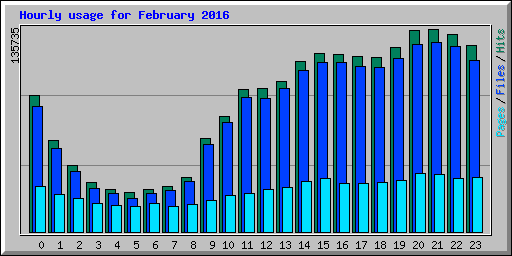 Hourly usage for February 2016
135735
Pages/Files/Hits
0 1 2 3 4 5 6 7 8 9 10 11 12 13 14 15 16 17 18 19 20 21 22 23